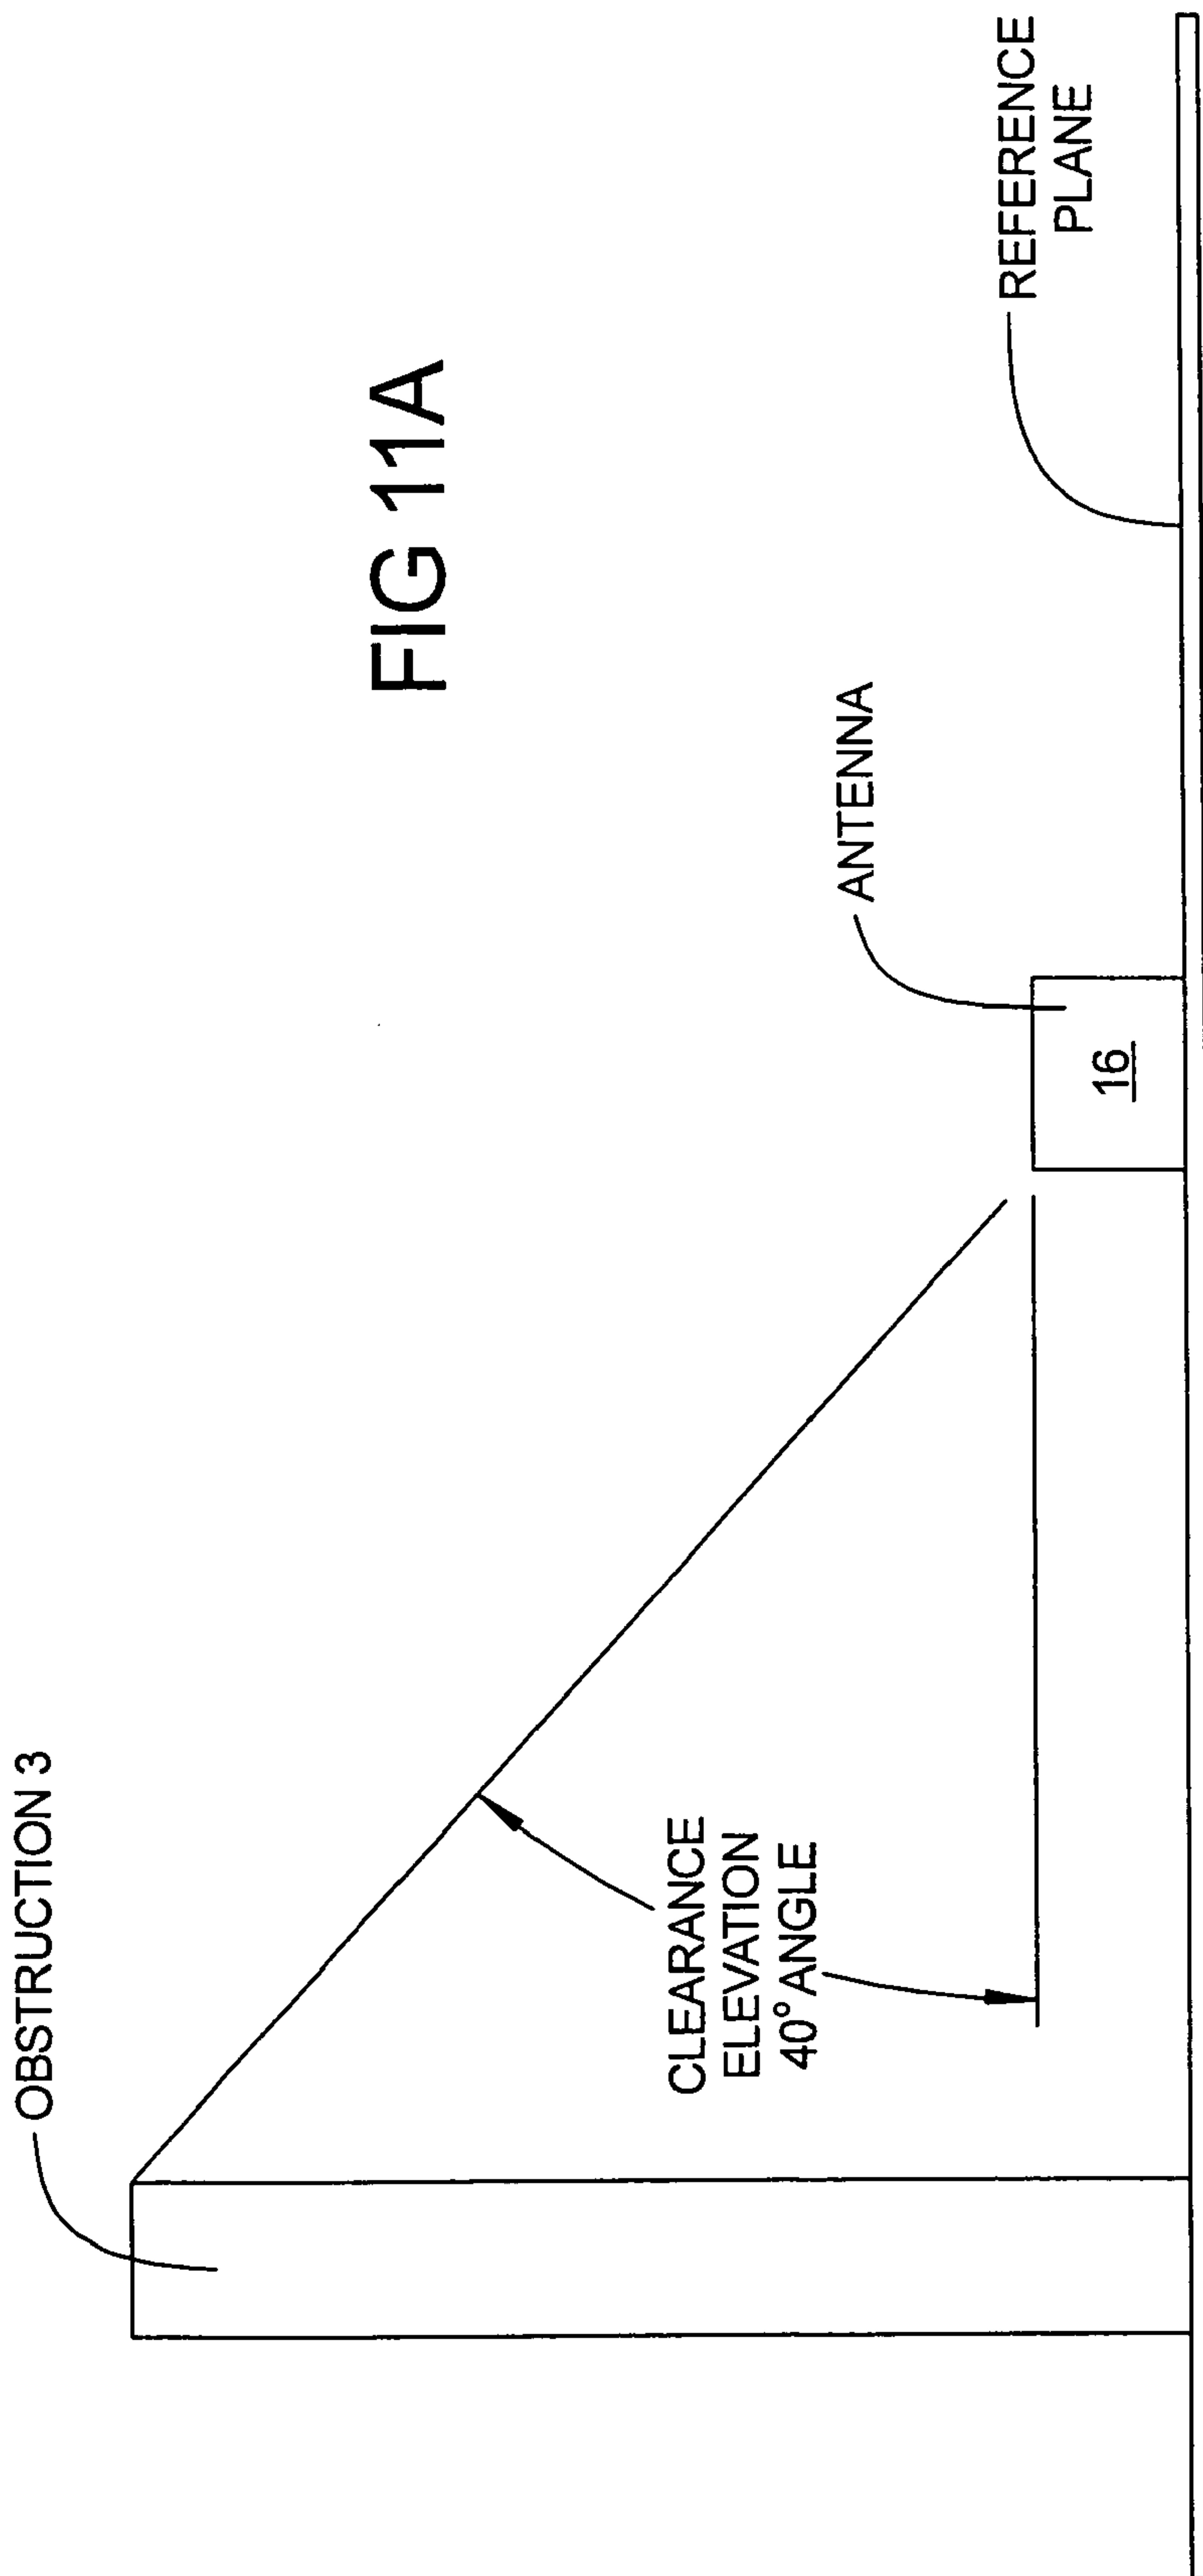 OBSTRUCTION 3
CLEARANCE
ELEVATION
40° ANGLE
ANTENNA
16
REFERENCE
PLANE
FIG 11A